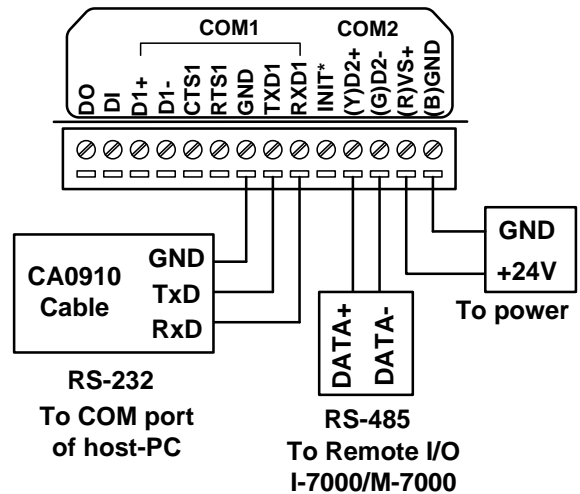 COM1
COM2
DO
DI
D1+
D1-
CTS1
RTS1
GND
TXD1
RXD1
INIT*
(Y)D2+
(G)D2-
(R)VS+
(B)GND
CA0910
Cable
GND
TxD
RxD
RS-232
To COM port
of host-PC
DATA+
DATA-
RS-485
To Remote I/O
I-7000/M-7000
GND
+24V
To power